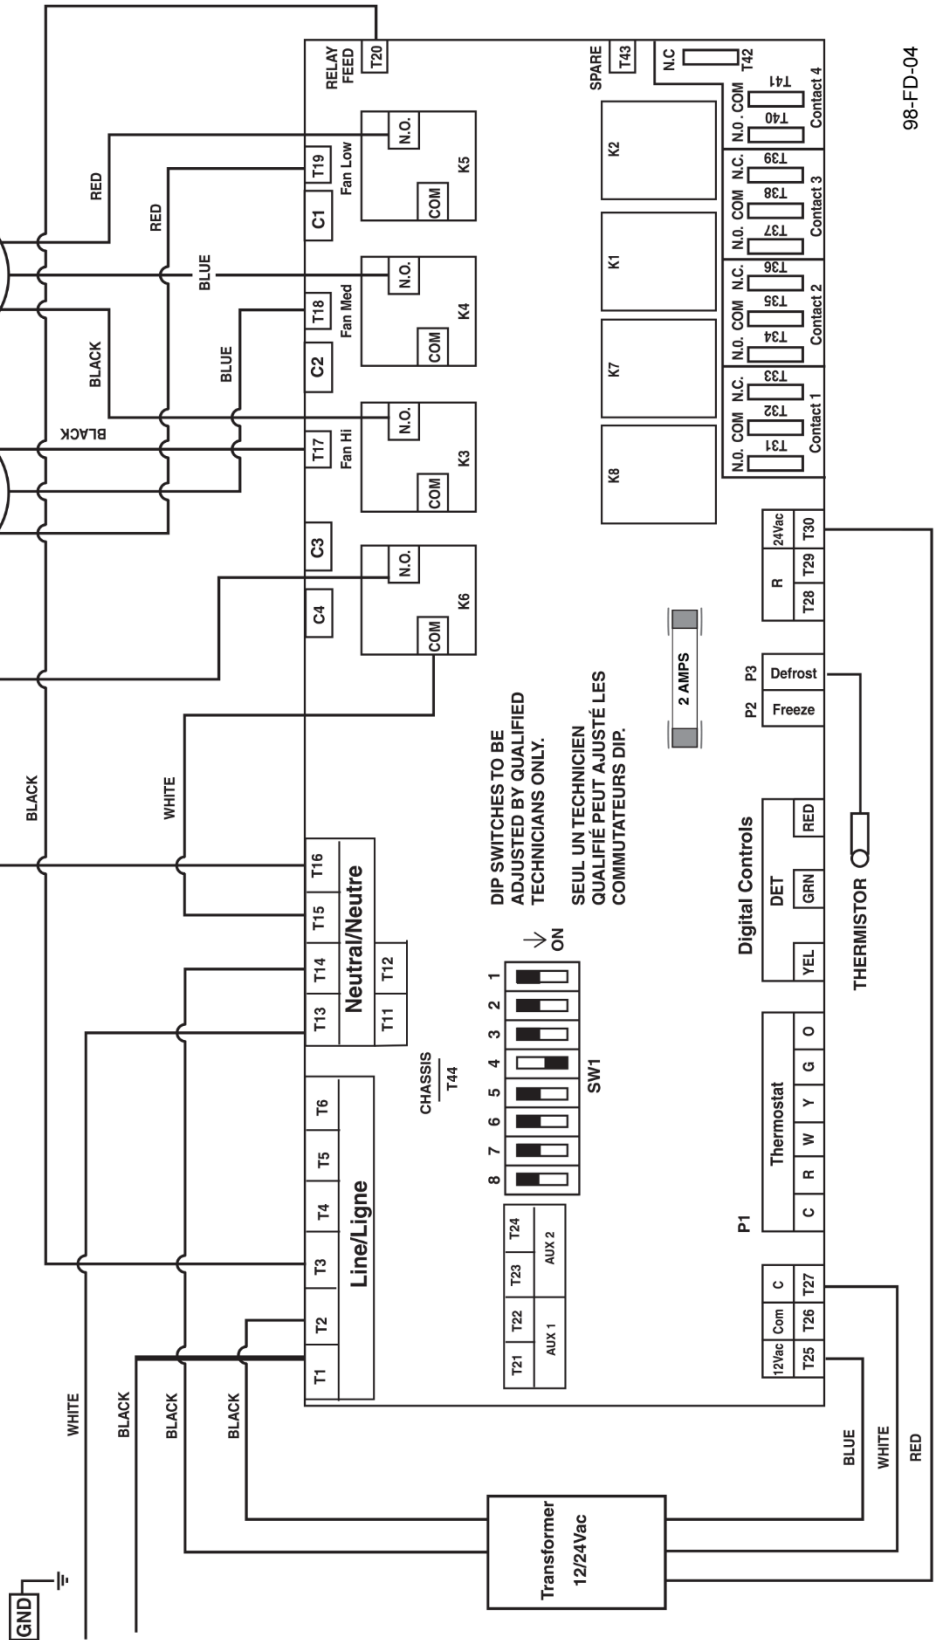 98-FD-04
RELAY
FEED
T20
SPARE
T43
N.C
T42
RED
RED
BLUE
BLACK
BLUE
BLACK
T19
Fan Low
C1
T18
Fan Med
C2
T17
Fan Hi
C3
C4
N.O.
COM
K5
N.O.
COM
K4
N.O.
COM
K3
N.O.
COM
K6
K2
K1
K7
K8
N.O. COM
T40
T41
Contact 4
N.O. COM N.C.
T37
T38
T39
Contact 3
N.O. COM N.C.
T34
T35
T36
Contact 2
N.O. COM N.C.
T31
T32
T33
Contact 1
BLACK
WHITE
T13
T14
T15
T16
Neutral/Neutre
T11
T12
CHASSIS
T44
T1
T2
T3
T4
T5
T6
Line/Ligne
DIP SWITCHES TO BE
ADJUSTED BY QUALIFIED
TECHNICIANS ONLY.
SEUL UN TECHNICIEN
QUALIFIÉ PEUT AJUSTÉ LES
COMMUTATEURS DIP.
ON
8 7 6 5 4 3 2 1
SW1
2 AMPS
R
24Vac
T28
T29
T30
P2
P3
Freeze
Defrost
Digital Controls
DET
YEL
GRN
RED
THERMISTOR
P1
Thermostat
C R W Y G O
T21
T22
T23
T24
AUX 1
AUX 2
12Vac
Com
C
T25
T26
T27
WHITE
BLACK
BLACK
BLACK
BLUE
WHITE
RED
Transformer
12/24Vac
GND